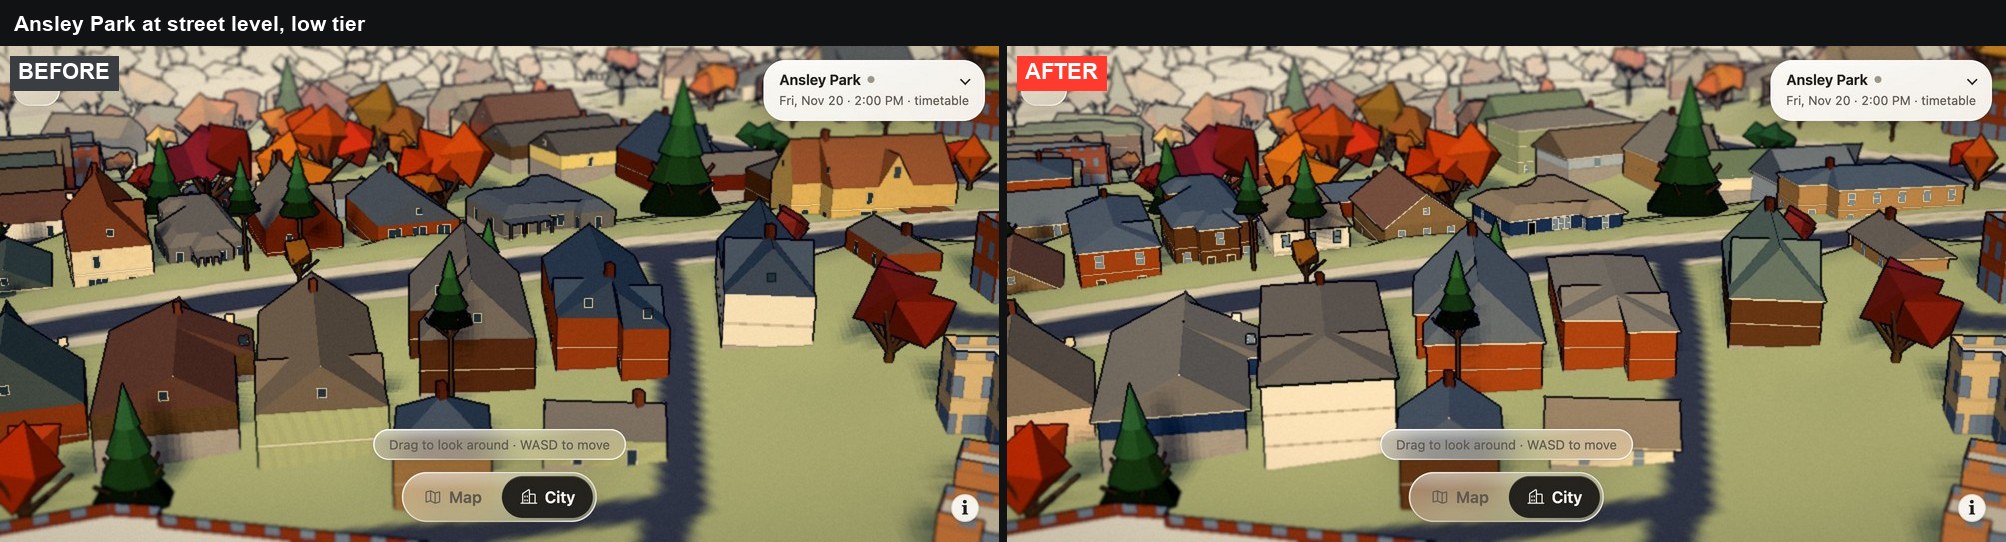 Ansley Park at street level, low tier
BEFORE
Ansley Park
Fri, Nov 20 · 2:00 PM · timetable
Drag to look around · WASD to move
Map
City
i
AFTER
Ansley Park
Fri, Nov 20 · 2:00 PM · timetable
Drag to look around · WASD to move
Map
City
i